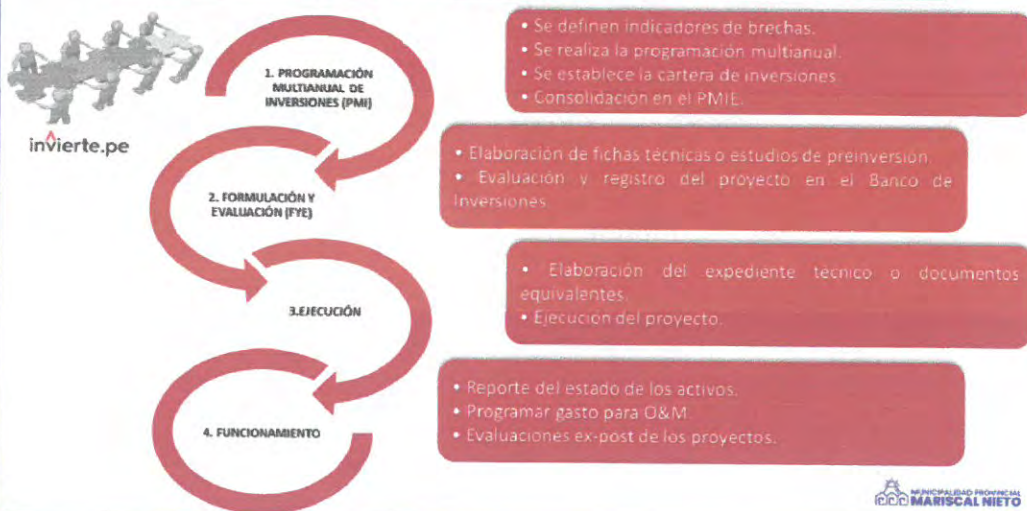 invierte.pe
1. PROGRAMACIÓN
MULTIANUAL DE
INVERSIONES (PMI)
• Se definen indicadores de brechas.
• Se realiza la programación multianual.
• Se establece la cartera de inversiones
• Consolidación en el PMIE.
2. FORMULACIÓN Y
EVALUACIÓN (FYE)
• Elaboración de fichas técnicas o estudios de preinversión
• Evaluación y registro del proyecto en el Banco de
Inversiones
3.EJECUCIÓN
• Elaboración del expediente técnico o documentos
equivalentes.
• Ejecución del proyecto.
4. FUNCIONAMIENTO
• Reporte del estado de los activos.
• Programar gasto para O&M.
• Evaluaciones ex-post de los proyectos.
MUNICIPALIDAD PROVINCIAL
MARISCAL NIETO